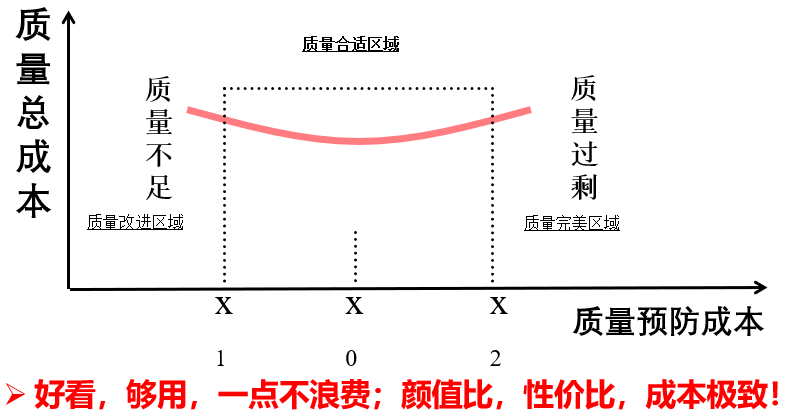 质量总成本
质量合适区域
质量不足
质量过剩
质量改进区域
质量完美区域
X X X
1 0 2
质量预防成本
➢ 好看，够用，一点不浪费；颜值比，性价比，成本极致！